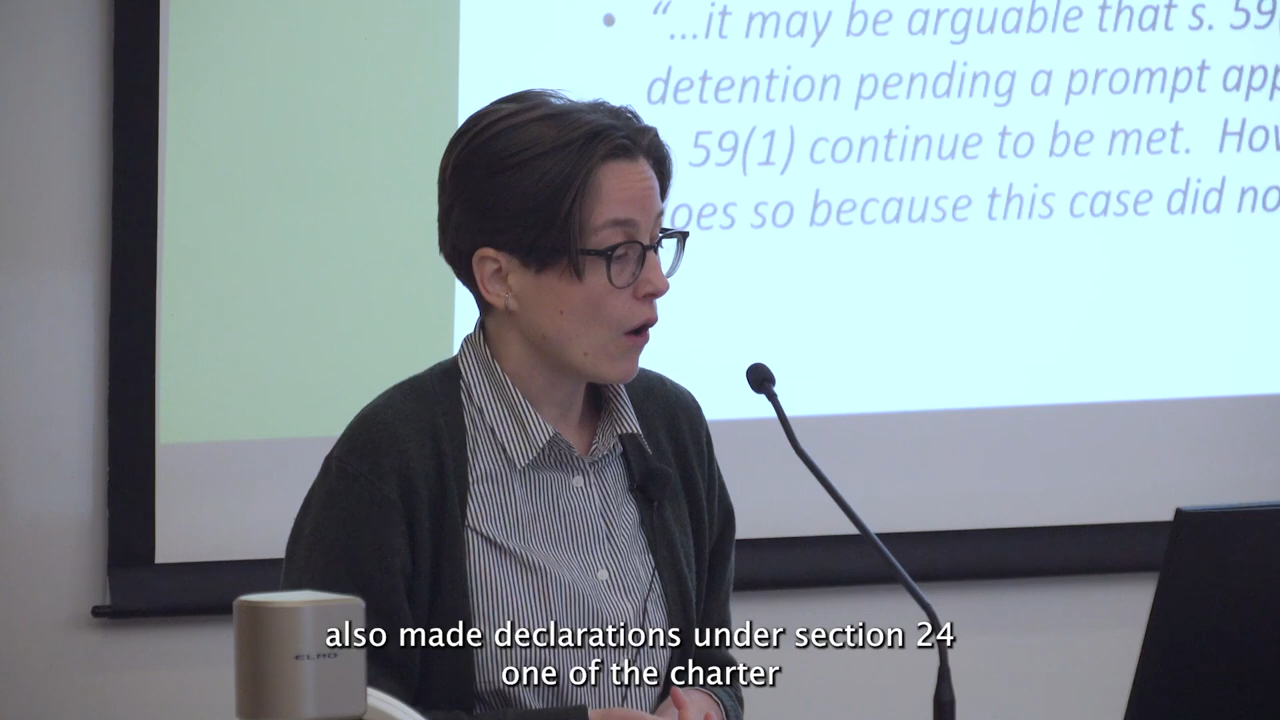 • “...it may be arguable that s. 59(
detention pending a prompt app
59(1) continue to be met. How
oes so because this case did no
ELMO
also made declarations under section 24
one of the charter